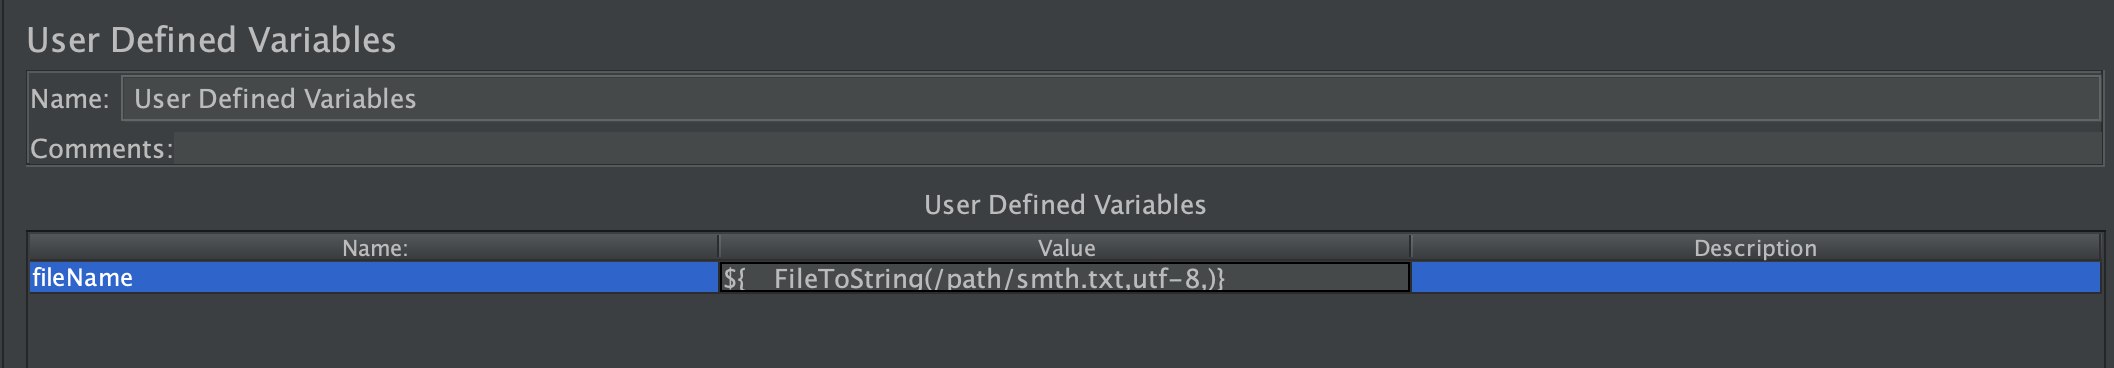 User Defined Variables
Name: User Defined Variables
Comments:
User Defined Variables
Name: Value Description
fileName ${__FileToString(/path/smth.txt,utf-8,)}